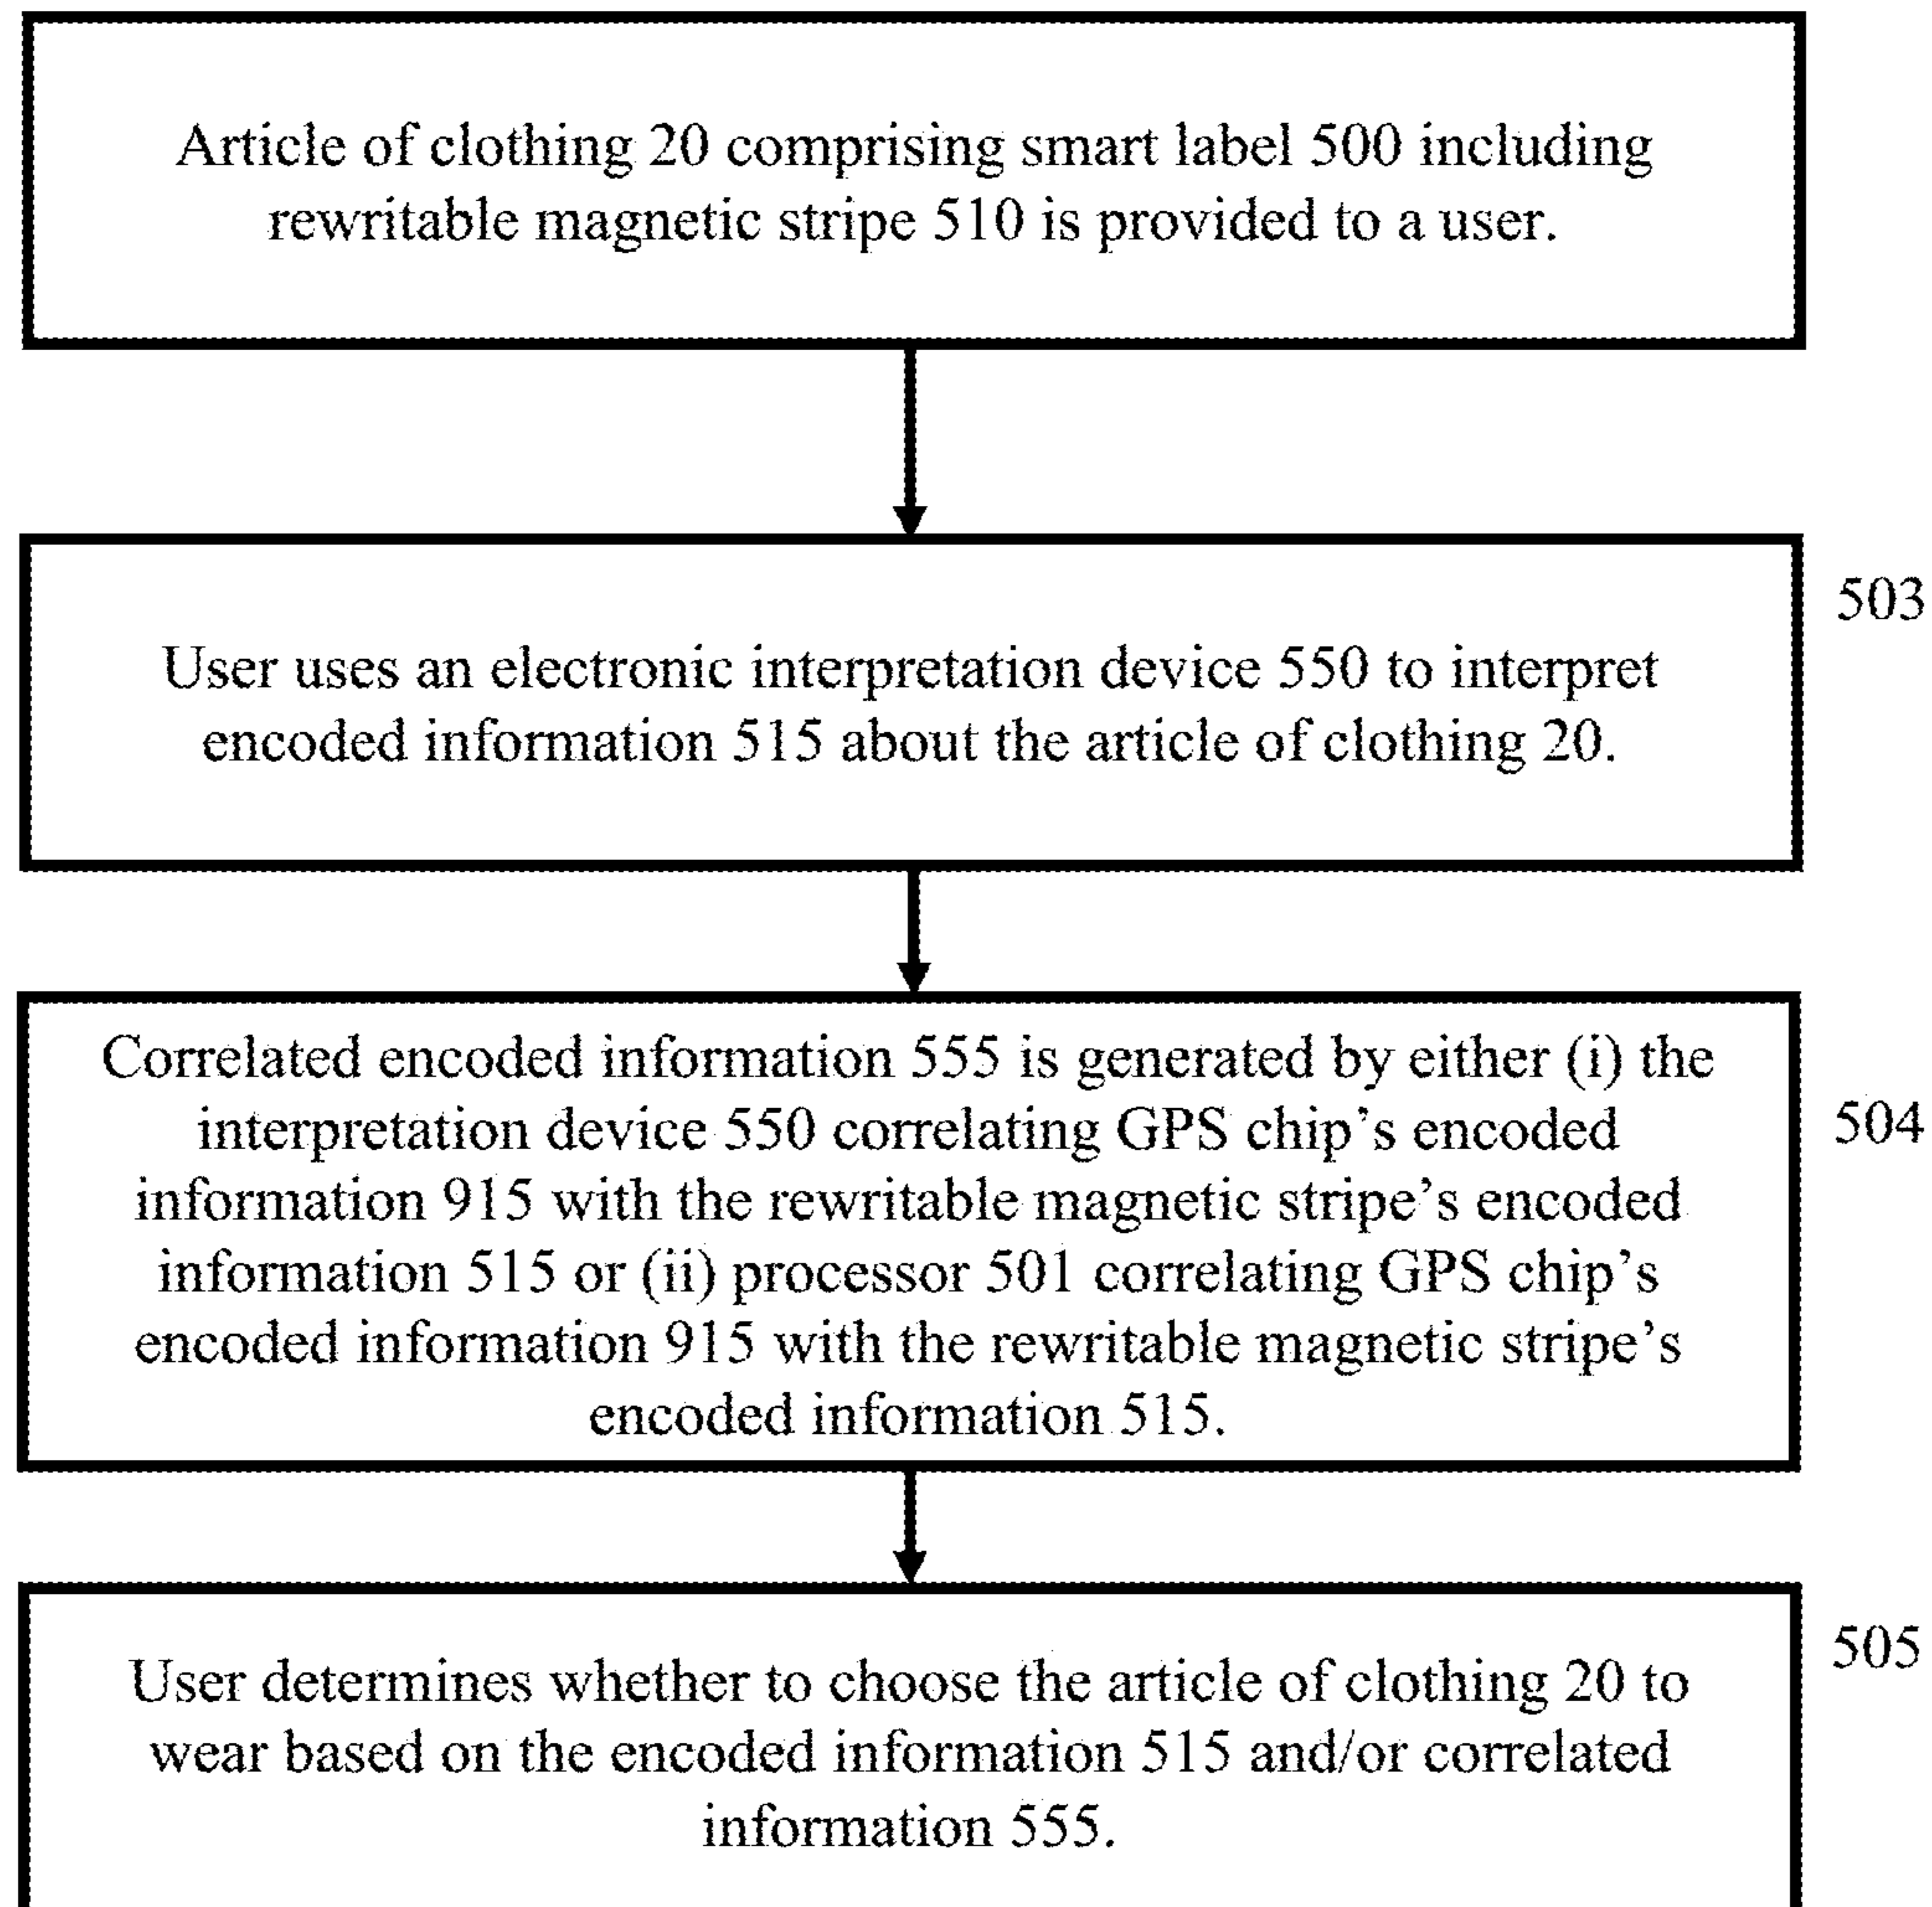 Article of clothing 20 comprising smart label 500 including
rewritable magnetic stripe 510 is provided to a user.
503
User uses an electronic interpretation device 550 to interpret
encoded information 515 about the article of clothing 20.
Correlated encoded information 555 is generated by either (i) the
504
interpretation device 550 correlating GPS chip's encoded
information 915 with the rewritable magnetic stripe's encoded
information 515 or (ii) processor 501 correlating GPS chip's
encoded information 915 with the rewritable magnetic stripe's
encoded information 515.
505
User determines whether to choose the article of clothing 20 to
wear based on the encoded information 515 and/or correlated
information 555.